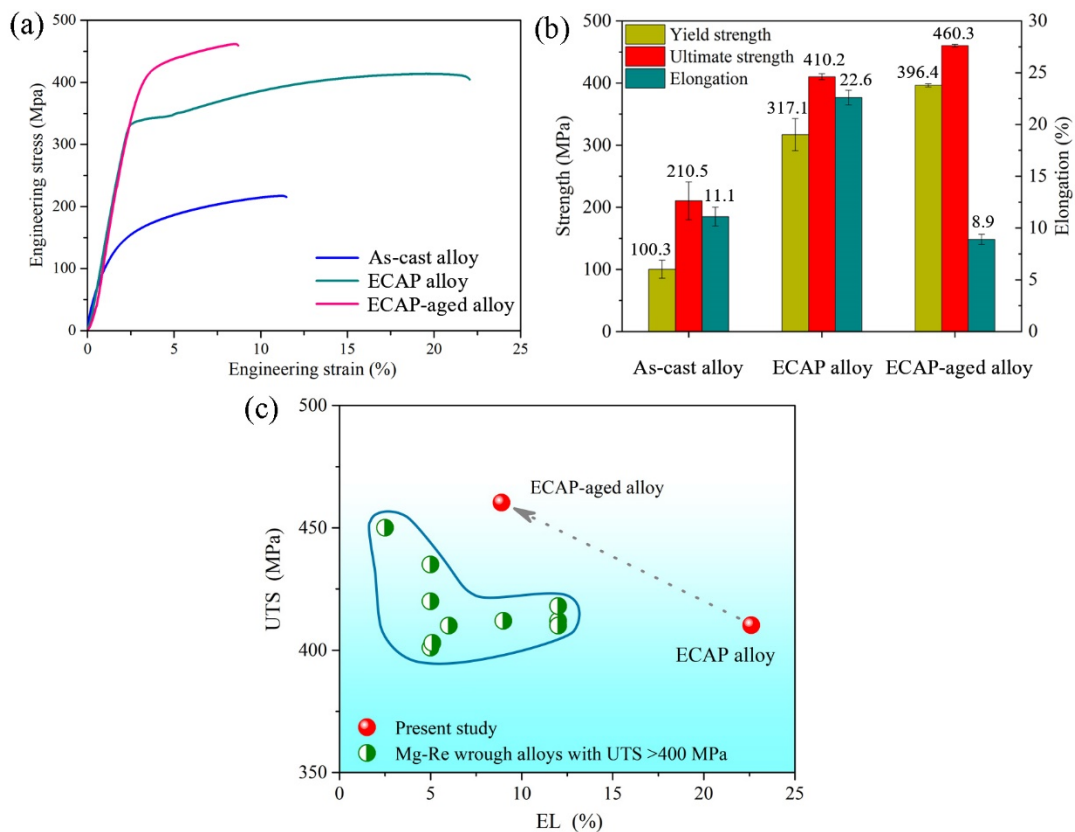 (a)
500
400
300
200
100
0
Engineering stress (Mpa)
As-cast alloy
ECAP alloy
ECAP-aged alloy
0.0 2.5 5 10 15 20 25
Engineering strain (%)
(b)
500
400
300
200
100
0
Strength (MPa)
Yield strength
Ultimate strength
Elongation
100.3
210.5
11.1
317.1
410.2
22.6
396.4
460.3
8.9
30
25
20
15
10
5
0
Elongation (%)
As-cast alloy ECAP alloy ECAP-aged alloy
(c)
500
450
400
350
UTS (MPa)
ECAP-aged alloy
ECAP alloy
Present study
Mg-Re wrough alloys with UTS >400 MPa
0 5 10 15 20 25
EL (%)